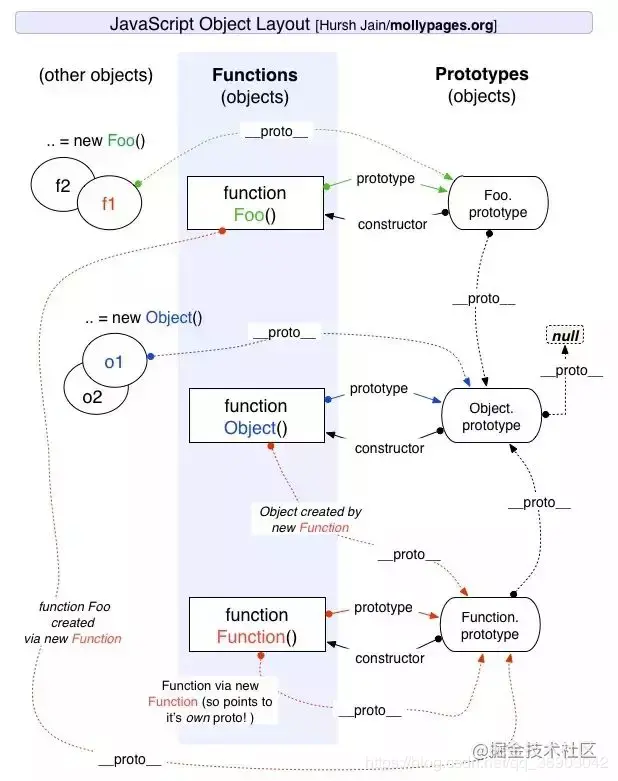 JavaScript Object Layout [Hursh Jain/mollypages.org]
(other objects)
Functions
(objects)
Prototypes
(objects)
.. = new Foo()
__proto__
f2
f1
function
Foo()
prototype
constructor
Foo.
prototype
__proto__
.. = new Object()
__proto__
null
__proto__
o1
o2
function
Object()
prototype
constructor
Object.
prototype
Object created by
new Function
__proto__
__proto__
function Foo
created
via new Function
function
Function()
prototype
constructor
Function.
prototype
Function via new
Function (so points to
it's own proto! )
__proto__
__proto__
@掘金技术社区